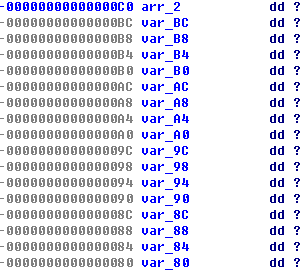 -00000000000000C0 arr_2 dd ?
-00000000000000BC var_BC dd ?
-00000000000000B8 var_B8 dd ?
-00000000000000B4 var_B4 dd ?
-00000000000000B0 var_B0 dd ?
-00000000000000AC var_AC dd ?
-00000000000000A8 var_A8 dd ?
-00000000000000A4 var_A4 dd ?
-00000000000000A0 var_A0 dd ?
-000000000000009C var_9C dd ?
-0000000000000098 var_98 dd ?
-0000000000000094 var_94 dd ?
-0000000000000090 var_90 dd ?
-000000000000008C var_8C dd ?
-0000000000000088 var_88 dd ?
-0000000000000084 var_84 dd ?
-0000000000000080 var_80 dd ?